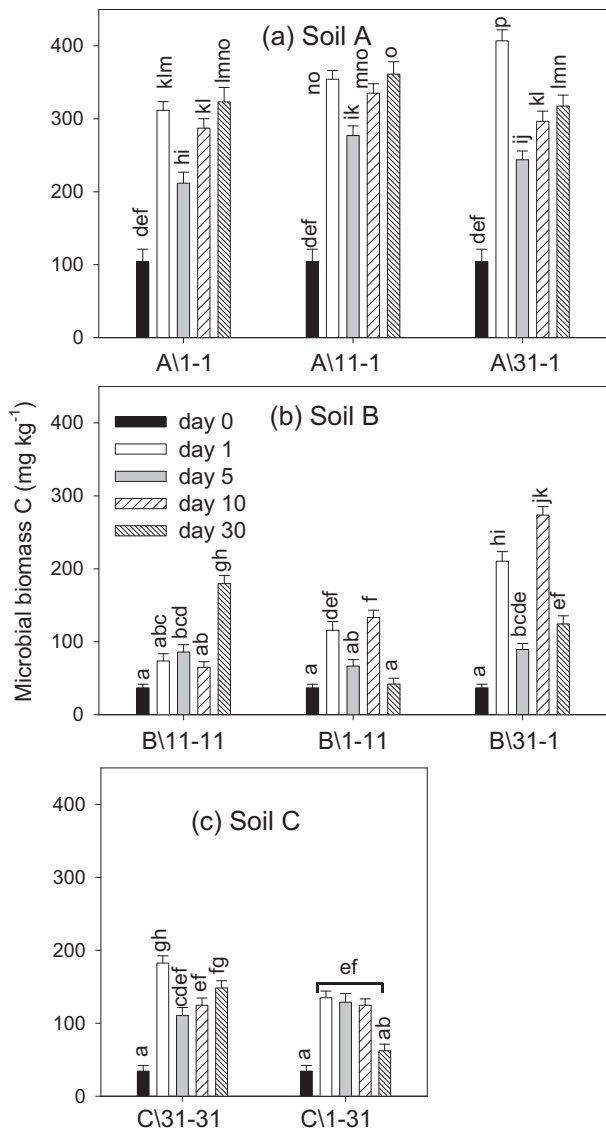 (a) Soil A
400
300
200
100
0
def
klm
hi
kl
lmno
def
no
ik
mno
o
def
p
ij
kl
lmn
A\1-1
A\11-1
A\31-1
Microbial biomass C (mg kg⁻¹)
(b) Soil B
400
300
200
100
0
day 0
day 1
day 5
day 10
day 30
a
abc
bcd
ab
gh
a
def
ab
f
a
a
hi
bcde
jk
ef
B\11-11
B\1-11
B\31-1
(c) Soil C
400
300
200
100
0
a
gh
cdef
ef
fg
a
ef
ab
C\31-31
C\1-31